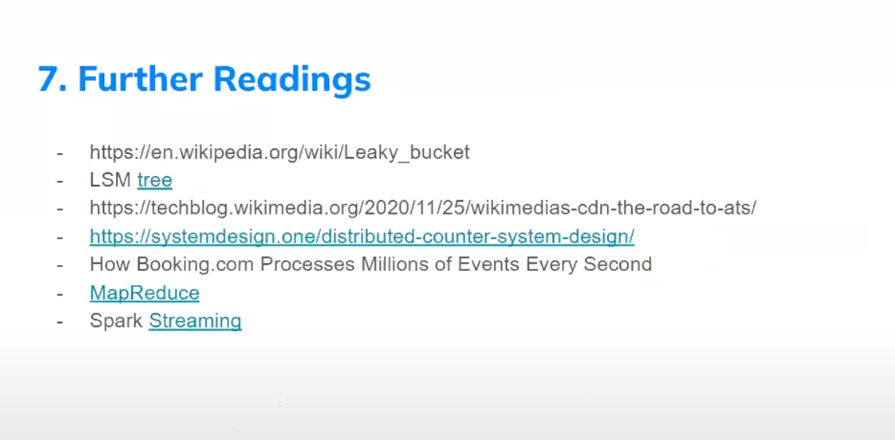 7. Further Readings
- https://en.wikipedia.org/wiki/Leaky_bucket
- LSM tree
- https://techblog.wikimedia.org/2020/11/25/wikimedias-cdn-the-road-to-ats/
- https://systemdesign.one/distributed-counter-system-design/
- How Booking.com Processes Millions of Events Every Second
- MapReduce
- Spark Streaming